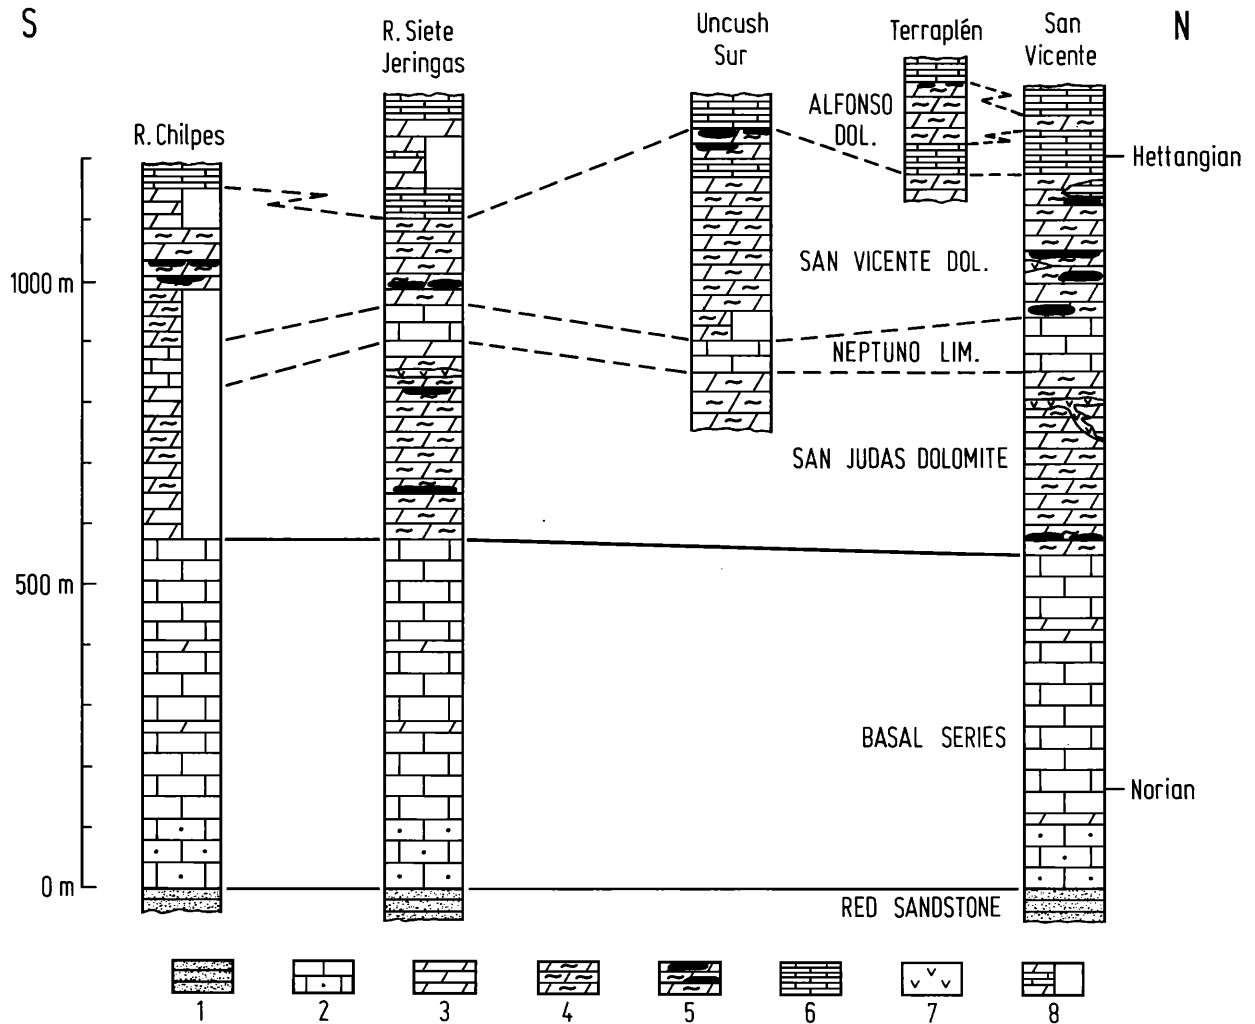 S
N
R. Chilpes
R. Siete
Jeringas
Uncush
Sur
Terraplén
San
Vicente
ALFONSO
DOL.
Hettangian
SAN VICENTE DOL.
1000 m
NEPTUNO LIM.
SAN JUDAS DOLOMITE
500 m
BASAL SERIES
Norian
0 m
RED SANDSTONE
1 2 3 4 5 6 7 8